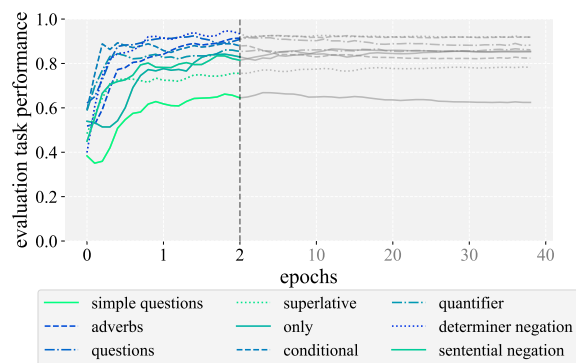 evaluation task performance
1.0
0.8
0.6
0.4
0.2
0.0
0 1 2 10 20 30 40
epochs
simple questions superlative quantifier
adverbs only determiner negation
questions conditional sentential negation